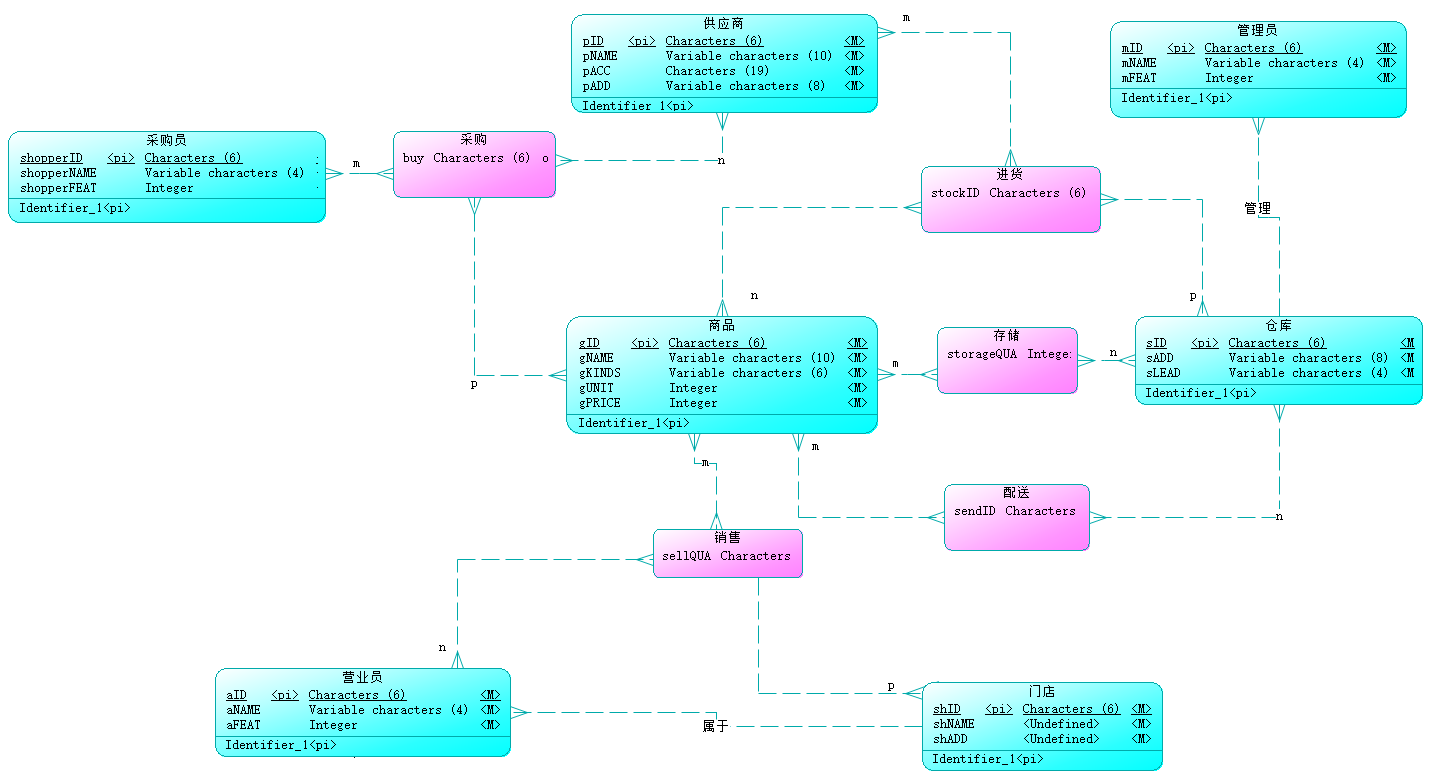 供应商
pID <pi> Characters (6) <M>
pNAME Variable characters (10) <M>
pACC Characters (19) <M>
pADD Variable characters (8) <M>
Identifier_1<pi>
m
管理员
mID <pi> Characters (6) <M>
mNAME Variable characters (4) <M>
mFEAT Integer <M>
Identifier_1<pi>
采购员
shopperID <pi> Characters (6)
shopperNAME Variable characters (4)
shopperFEAT Integer
Identifier_1<pi>
m
采购
buy Characters (6) o
n
进货
stockID Characters (6)
管理
n
p
商品
gID <pi> Characters (6) <M>
gNAME Variable characters (10) <M>
gKINDS Variable characters (6) <M>
gUNIT Integer <M>
gPRICE Integer <M>
Identifier_1<pi>
p
m
存储
storageQUA Intege
n
仓库
sID <pi> Characters (6) <M
sADD Variable characters (8) <M
sLEAD Variable characters (4) <M
Identifier_1<pi>
m
m
配送
sendID Characters
n
销售
sellQUA Characters
n
p
营业员
aID <pi> Characters (6) <M>
aNAME Variable characters (4) <M>
aFEAT Integer <M>
Identifier_1<pi>
属于
门店
shID <pi> Characters (6) <M>
shNAME <Undefined> <M>
shADD <Undefined> <M>
Identifier_1<pi>